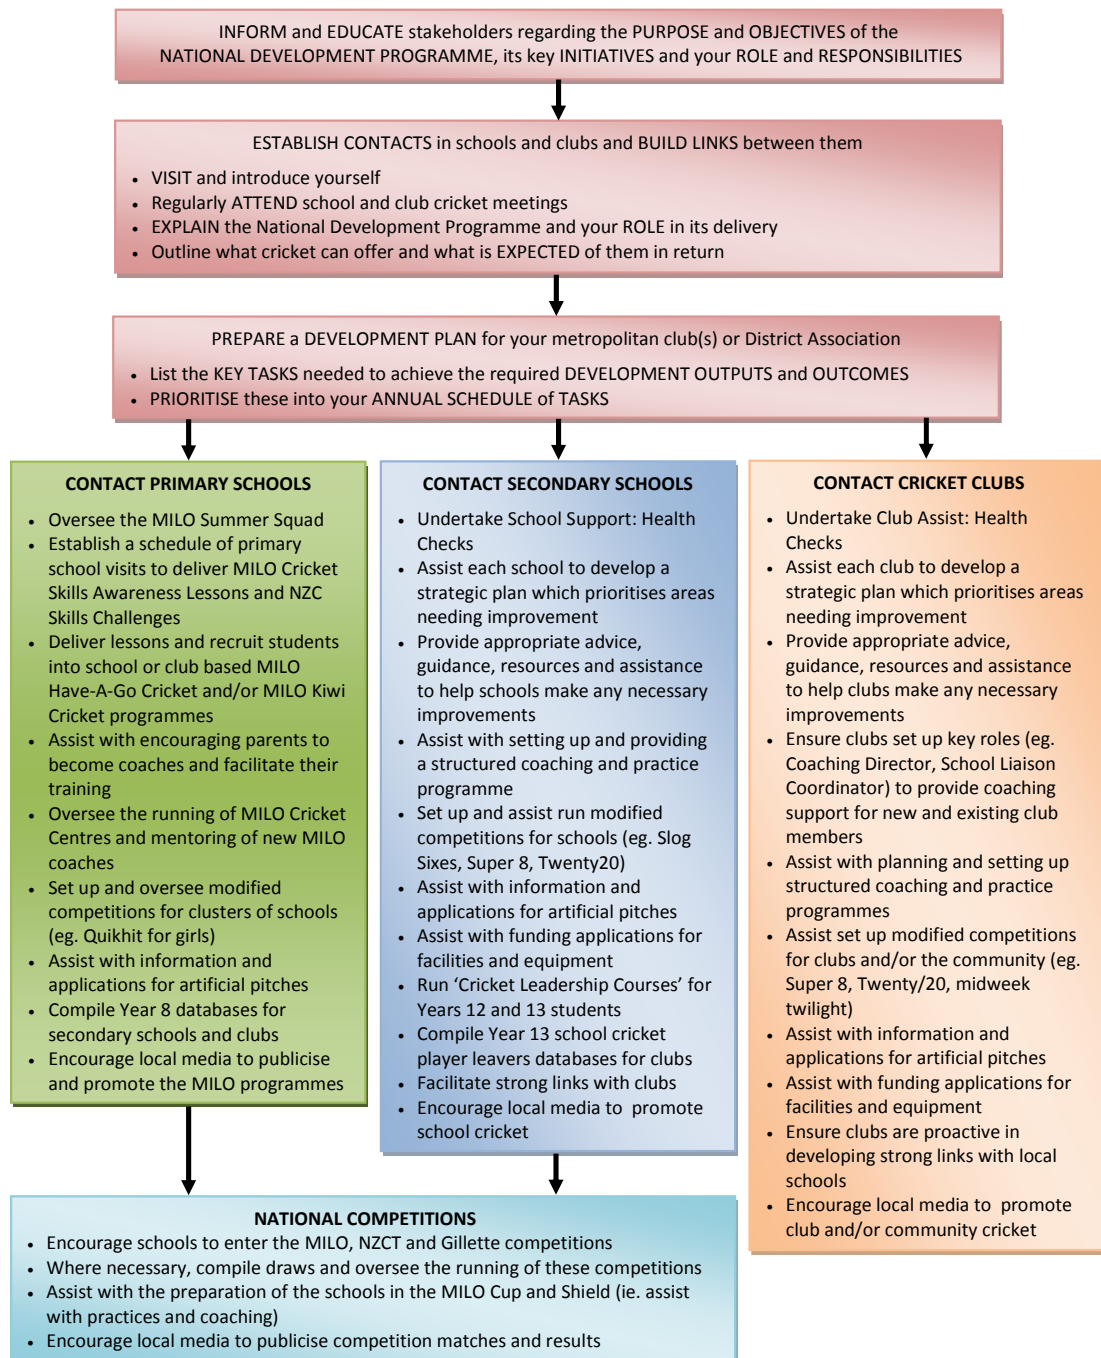 INFORM and EDUCATE stakeholders regarding the PURPOSE and OBJECTIVES of the
NATIONAL DEVELOPMENT PROGRAMME, its key INITIATIVES and your ROLE and RESPONSIBILITIES
ESTABLISH CONTACTS in schools and clubs and BUILD LINKS between them
• VISIT and introduce yourself
• Regularly ATTEND school and club cricket meetings
• EXPLAIN the National Development Programme and your ROLE in its delivery
• Outline what cricket can offer and what is EXPECTED of them in return
PREPARE a DEVELOPMENT PLAN for your metropolitan club(s) or District Association
• List the KEY TASKS needed to achieve the required DEVELOPMENT OUTPUTS and OUTCOMES
• PRIORITISE these into your ANNUAL SCHEDULE of TASKS
CONTACT PRIMARY SCHOOLS
• Oversee the MILO Summer Squad
• Establish a schedule of primary
school visits to deliver MILO Cricket
Skills Awareness Lessons and NZC
Skills Challenges
• Deliver lessons and recruit students
into school or club based MILO
Have-A-Go Cricket and/or MILO Kiwi
Cricket programmes
• Assist with encouraging parents to
become coaches and facilitate their
training
• Oversee the running of MILO Cricket
Centres and mentoring of new MILO
coaches
• Set up and oversee modified
competitions for clusters of schools
(eg. Quikhit for girls)
• Assist with information and
applications for artificial pitches
• Compile Year 8 databases for
secondary schools and clubs
• Encourage local media to publicise
and promote the MILO programmes
CONTACT SECONDARY SCHOOLS
• Undertake School Support: Health
Checks
• Assist each school to develop a
strategic plan which prioritises areas
needing improvement
• Provide appropriate advice,
guidance, resources and assistance
to help schools make any necessary
improvements
• Assist with setting up and providing
a structured coaching and practice
programme
• Set up and assist run modified
competitions for schools (eg. Slog
Sixes, Super 8, Twenty20)
• Assist with information and
applications for artificial pitches
• Assist with funding applications for
facilities and equipment
• Run ‘Cricket Leadership Courses’ for
Years 12 and 13 students
• Compile Year 13 school cricket
player leavers databases for clubs
• Facilitate strong links with clubs
• Encourage local media to promote
school cricket
CONTACT CRICKET CLUBS
• Undertake Club Assist: Health
Checks
• Assist each club to develop a
strategic plan which prioritises areas
needing improvement
• Provide appropriate advice,
guidance, resources and assistance
to help clubs make any necessary
improvements
• Ensure clubs set up key roles (eg.
Coaching Director, School Liaison
Coordinator) to provide coaching
support for new and existing club
members
• Assist with planning and setting up
structured coaching and practice
programmes
• Assist set up modified competitions
for clubs and/or the community (eg.
Super 8, Twenty/20, midweek
twilight)
• Assist with information and
applications for artificial pitches
• Assist with funding applications for
facilities and equipment
• Ensure clubs are proactive in
developing strong links with local
schools
• Encourage local media to promote
club and/or community cricket
NATIONAL COMPETITIONS
• Encourage schools to enter the MILO, NZCT and Gillette competitions
• Where necessary, compile draws and oversee the running of these competitions
• Assist with the preparation of the schools in the MILO Cup and Shield (ie. assist
with practices and coaching)
• Encourage local media to publicise competition matches and results